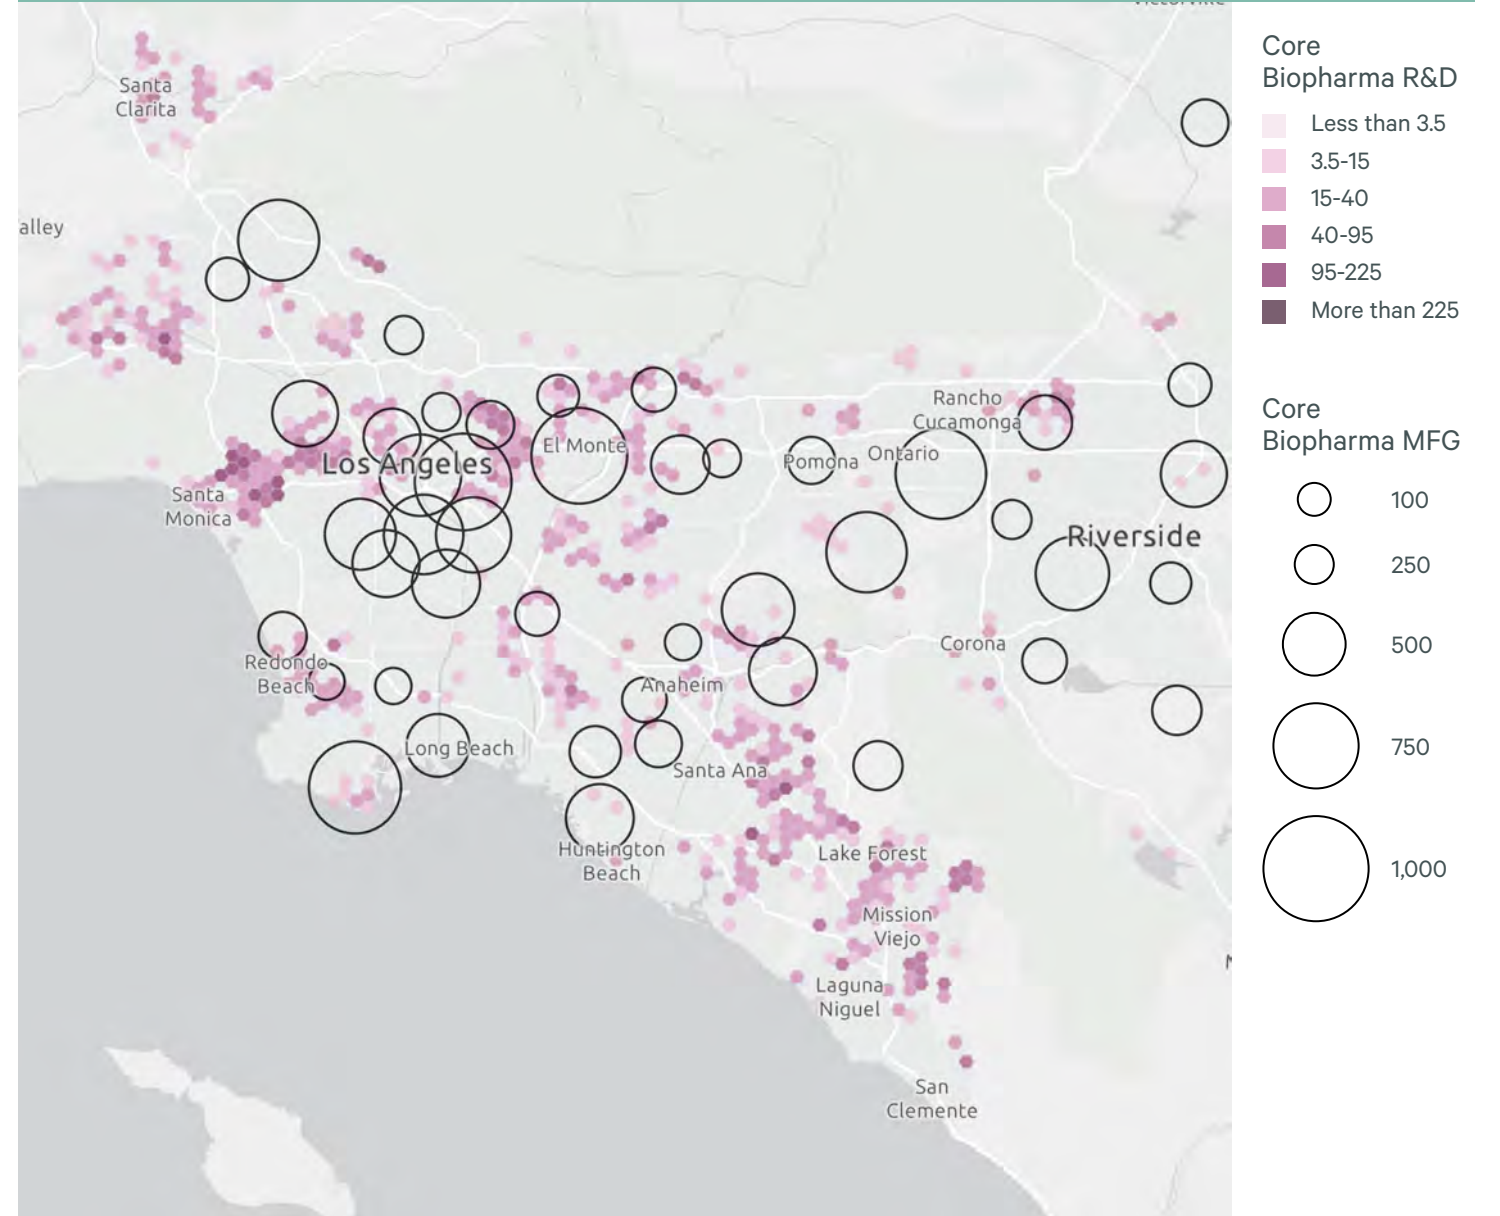 Santa
Clarita
alley
Los Angeles
El Monte
Pomona
Ontario
Rancho
Cucamonga
Santa
Monica
Riverside
Redondo
Beach
Corona
Anaheim
Long Beach
Santa Ana
Huntington
Beach
Lake Forest
Mission
Viejo
Laguna
Niguel
San
Clemente
Core
Biopharma R&D
Less than 3.5
3.5-15
15-40
40-95
95-225
More than 225
Core
Biopharma MFG
100
250
500
750
1,000